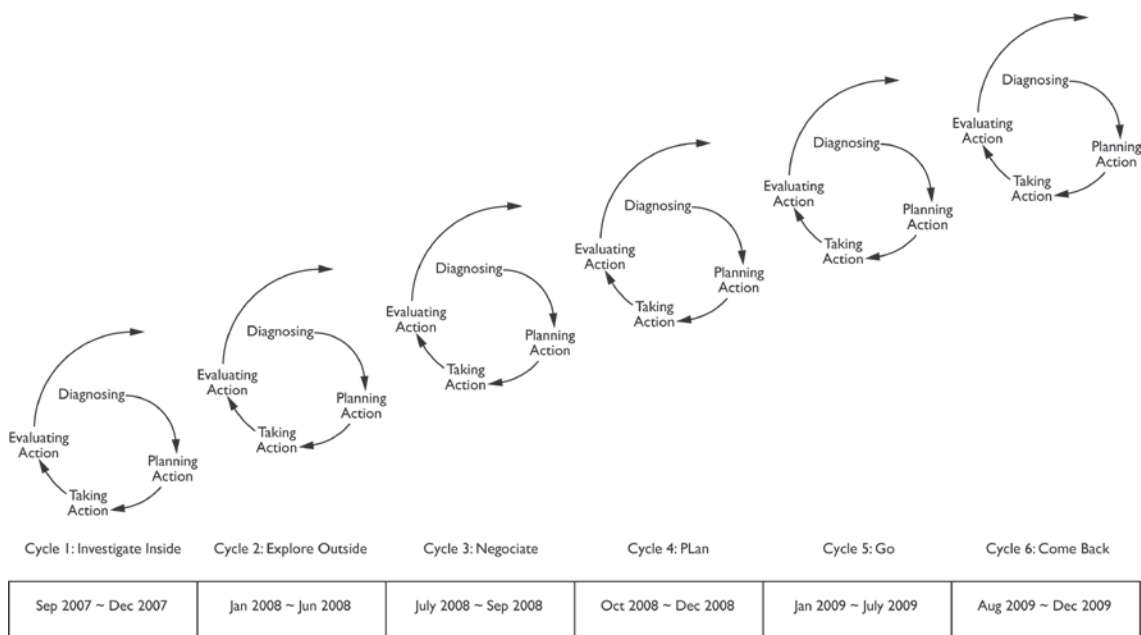 Diagnosing
Planning
Action
Taking
Action
Evaluating
Action
Diagnosing
Planning
Action
Taking
Action
Evaluating
Action
Diagnosing
Planning
Action
Taking
Action
Evaluating
Action
Diagnosing
Planning
Action
Taking
Action
Evaluating
Action
Diagnosing
Planning
Action
Taking
Action
Evaluating
Action
Diagnosing
Planning
Action
Taking
Action
Evaluating
Action
Cycle 1: Investigate Inside
Cycle 2: Explore Outside
Cycle 3: Negociate
Cycle 4: PLan
Cycle 5: Go
Cycle 6: Come Back
Sep 2007 ~ Dec 2007
Jan 2008 ~ Jun 2008
July 2008 ~ Sep 2008
Oct 2008 ~ Dec 2008
Jan 2009 ~ July 2009
Aug 2009 ~ Dec 2009